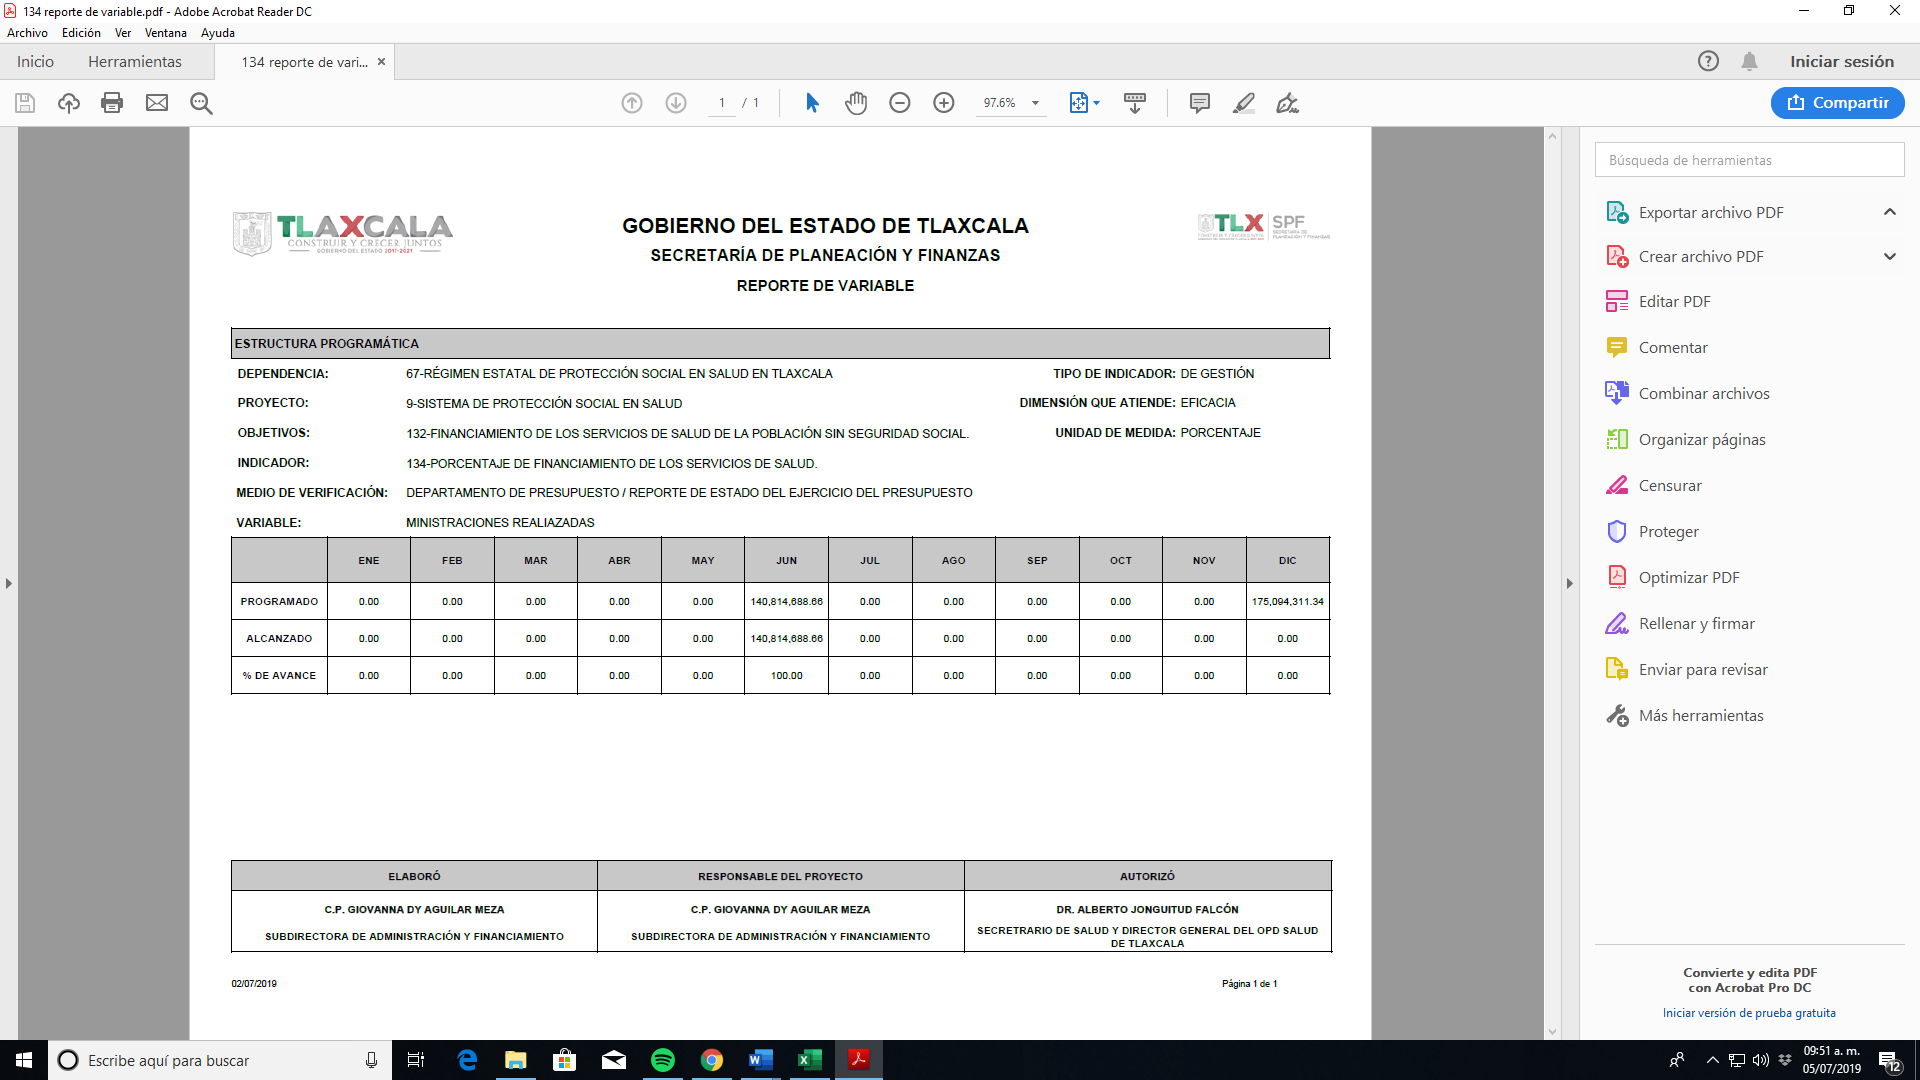 134 reporte de variable.pdf - Adobe Acrobat Reader DC
Archivo Edición Ver Ventana Ayuda
Inicio Herramientas 134 reporte de vari... × Iniciar sesión
1 / 1 97.6% Compartir
Búsqueda de herramientas
Exportar archivo PDF
Crear archivo PDF
Editar PDF
Comentar
Combinar archivos
Organizar páginas
Censurar
Proteger
Optimizar PDF
Rellenar y firmar
Enviar para revisar
Más herramientas
Convierte y edita PDF
con Acrobat Pro DC
Iniciar versión de prueba gratuita
TLAXCALA
CONSTRUIR Y CRECER JUNTOS
GOBIERNO DEL ESTADO 2017-2021
GOBIERNO DEL ESTADO DE TLAXCALA
SECRETARÍA DE PLANEACIÓN Y FINANZAS
REPORTE DE VARIABLE
TLX SPF
SECRETARÍA DE
PLANEACIÓN Y FINANZAS
ESTRUCTURA PROGRAMÁTICA
DEPENDENCIA: 67-RÉGIMEN ESTATAL DE PROTECCIÓN SOCIAL EN SALUD EN TLAXCALA TIPO DE INDICADOR: DE GESTIÓN
PROYECTO: 9-SISTEMA DE PROTECCIÓN SOCIAL EN SALUD DIMENSIÓN QUE ATIENDE: EFICACIA
OBJETIVOS: 132-FINANCIAMIENTO DE LOS SERVICIOS DE SALUD DE LA POBLACIÓN SIN SEGURIDAD SOCIAL. UNIDAD DE MEDIDA: PORCENTAJE
INDICADOR: 134-PORCENTAJE DE FINANCIAMIENTO DE LOS SERVICIOS DE SALUD.
MEDIO DE VERIFICACIÓN: DEPARTAMENTO DE PRESUPUESTO / REPORTE DE ESTADO DEL EJERCICIO DEL PRESUPUESTO
VARIABLE: MINISTRACIONES REALIAZADAS
ENE FEB MAR ABR MAY JUN JUL AGO SEP OCT NOV DIC
PROGRAMADO 0.00 0.00 0.00 0.00 0.00 140,814,688.66 0.00 0.00 0.00 0.00 0.00 175,094,311.34
ALCANZADO 0.00 0.00 0.00 0.00 0.00 140,814,688.66 0.00 0.00 0.00 0.00 0.00 0.00
% DE AVANCE 0.00 0.00 0.00 0.00 0.00 100.00 0.00 0.00 0.00 0.00 0.00 0.00
ELABORÓ RESPONSABLE DEL PROYECTO AUTORIZÓ
C.P. GIOVANNA DY AGUILAR MEZA C.P. GIOVANNA DY AGUILAR MEZA DR. ALBERTO JONGUITUD FALCÓN
SUBDIRECTORA DE ADMINISTRACIÓN Y FINANCIAMIENTO SUBDIRECTORA DE ADMINISTRACIÓN Y FINANCIAMIENTO SECRETRARIO DE SALUD Y DIRECTOR GENERAL DEL OPD SALUD
DE TLAXCALA
02/07/2019 Página 1 de 1
Escribe aquí para buscar
09:51 a. m.
05/07/2019
12